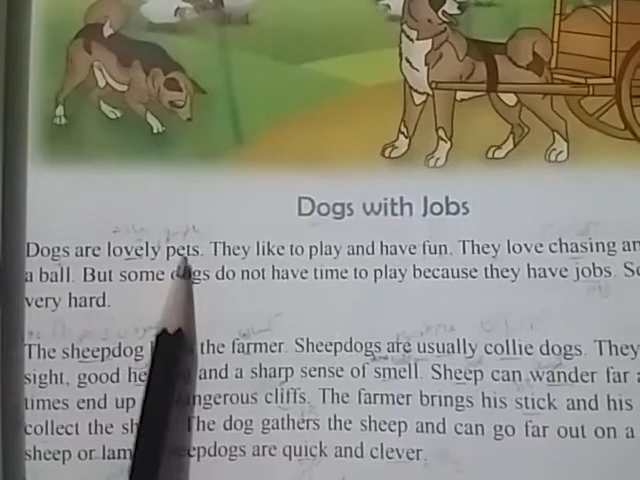 Dogs with Jobs
Dogs are lovely pets. They like to play and have fun. They love chasing
a ball. But some dogs do not have time to play because they have jobs.
very hard.
The sheepdog the farmer. Sheepdogs are usually collie dogs. They
sight, good and a sharp sense of smell. Sheep can wander far
times end up dangerous cliffs. The farmer brings his stick and his
collect the The dog gathers the sheep and can go far out on a
sheep or sheepdogs are quick and clever.